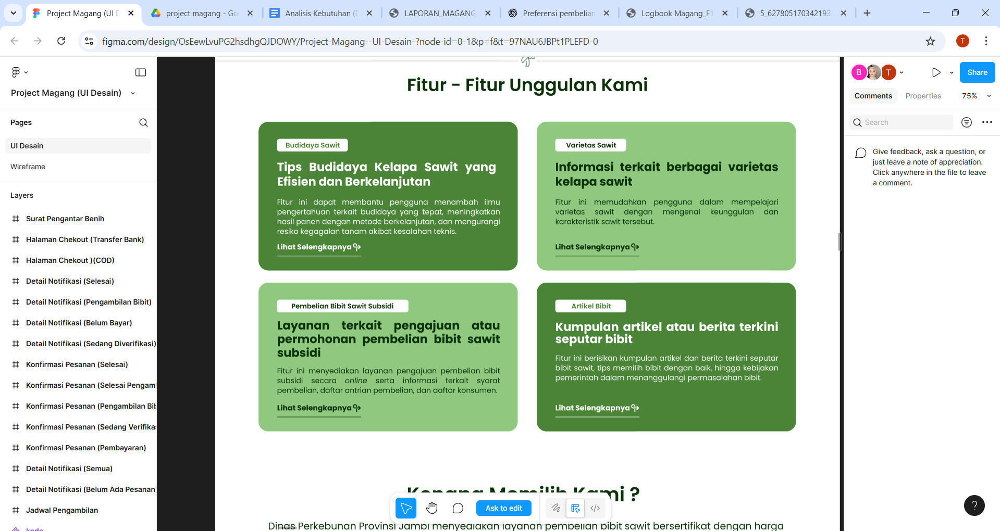 Project Magang (UI D
project magang - Go
Analisis Kebutuhan (D
LAPORAN_MAGANG
Preferensi pembelian
Logbook Magang_F1
5_627805170342193
figma.com/design/OsEewLvuPG2hsdhgQJDOWY/Project-Magang--UI-Desain-?node-id=0-1&p=f&t=97NAU6JBPt1PLEFD-0
T
Project Magang (UI Desain)
Pages
UI Desain
Wireframe
Layers
Surat Pengantar Benih
Halaman Chekout (Transfer Bank)
Halaman Chekout )(COD)
Detail Notifikasi (Selesai)
Detail Notifikasi (Pengambilan Bibit)
Detail Notifikasi (Belum Bayar)
Detail Notifikasi (Sedang Diverifikasi)
Konfirmasi Pesanan (Selesai)
Konfirmasi Pesanan (Selesai Pengam
Konfirmasi Pesanan (Pengambilan Bib
Konfirmasi Pesanan (Sedang Verifikas
Konfirmasi Pesanan (Pembayaran)
Detail Notifikasi (Semua)
Detail Notifikasi (Belum Ada Pesanan)
Jadwal Pengambilan
kode
Fitur - Fitur Unggulan Kami
Budidaya Sawit
Tips Budidaya Kelapa Sawit yang
Efisien dan Berkelanjutan
Fitur ini dapat membantu pengguna menambah ilmu
pengertahuan terkait budidaya yang tepat, meningkatkan
hasil panen dengan metode berkelanjutan, dan mengurangi
resiko kegagalan tanam akibat kesalahan teknis.
Lihat Selengkapnya
Varietas Sawit
Informasi terkait berbagai varietas
kelapa sawit
Fitur ini memudahkan pengguna dalam mempelajari
varietas sawit dengan mengenal keunggulan dan
karakteristik sawit tersebut.
Lihat Selengkapnya
Pembelian Bibit Sawit Subsidi
Layanan terkait pengajuan atau
permohonan pembelian bibit sawit
subsidi
Fitur ini menyediakan layanan pengajuan pembelian bibit
subsidi secara online serta informasi terkait syarat
pembelian, daftar antrian pembelian, dan daftar konsumen.
Lihat Selengkapnya
Artikel Bibit
Kumpulan artikel atau berita terkini
seputar bibit
Fitur ini berisikan kumpulan artikel dan berita terkini seputar
bibit sawit, tips memilih bibit dengan baik, hingga kebijakan
pemerintah dalam menanggulangi permasalahan bibit.
Lihat Selengkapnya
Kenapa Memilih Kami ?
Dinas Perkebunan Provinsi Jambi menyediakan layanan pembelian bibit sawit bersertifikat dengan harga
Ask to edit
B
T
Share
Comments
Properties
75%
Search
Give feedback, ask a question, or
just leave a note of appreciation.
Click anywhere in the file to leave
a comment.
?